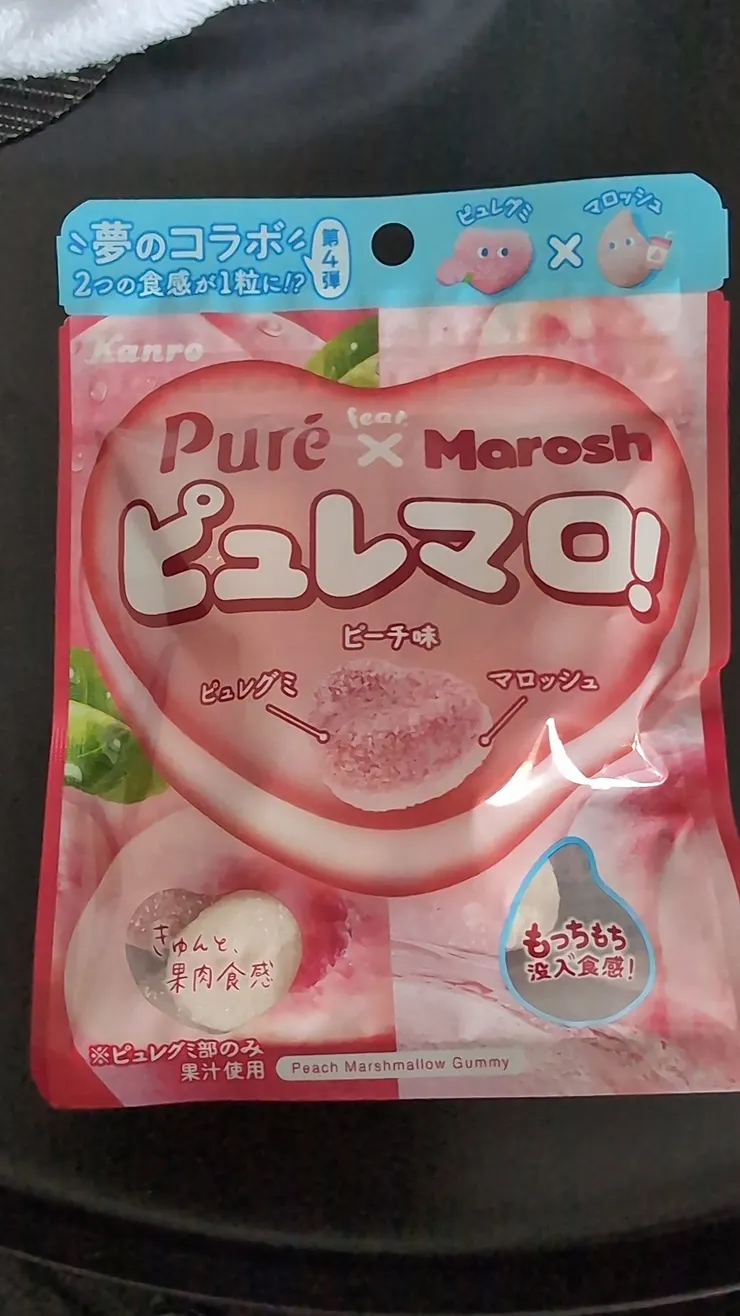 夢のコラボ
2つの食感が1粒に!?
第4弾
ピュレグミ
×
マロッシュ
Kanro
Puré feat. × Marosh
ピュレマロ!
ピーチ味
ピュレグミ
マロッシュ
きゅんと、
果肉食感
もっちもち
没入食感!
※ピュレグミ部のみ
果汁使用
Peach Marshmallow Gummy